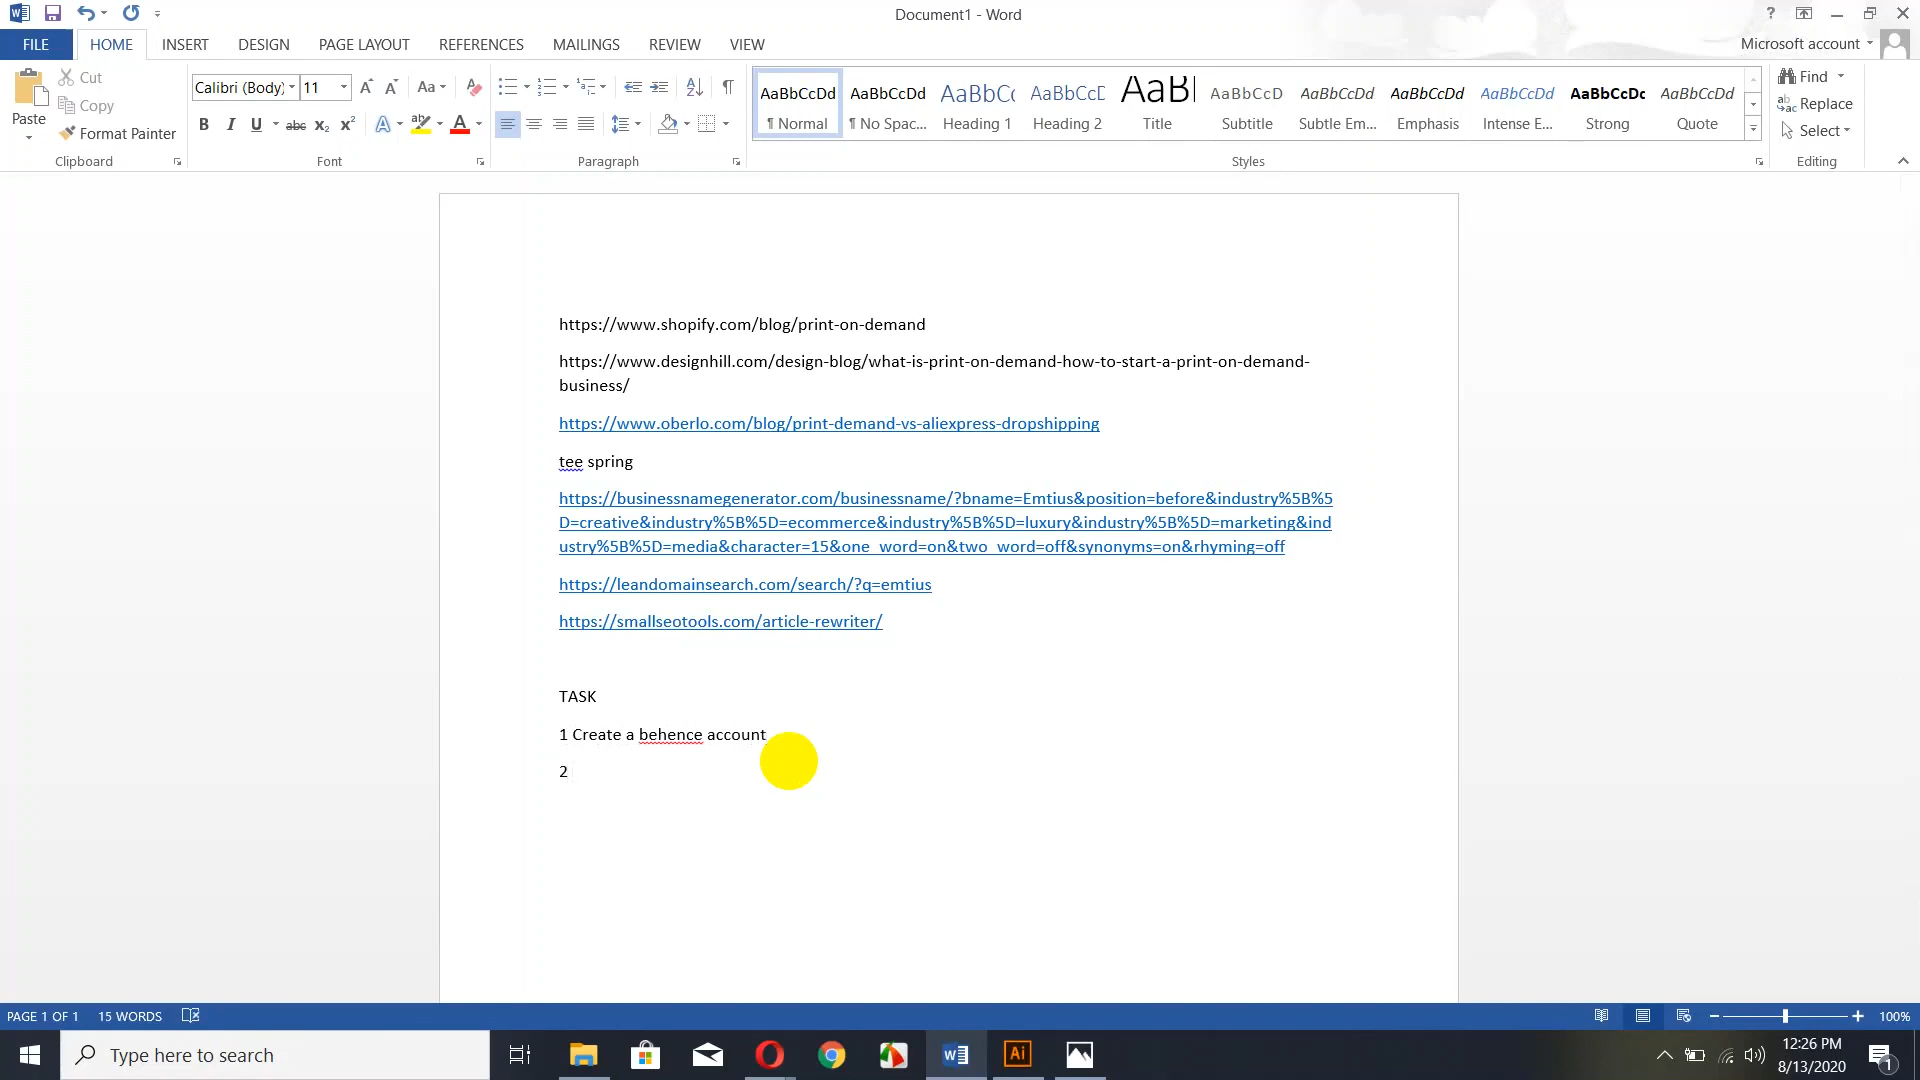 Document1 - Word
?
FILE
HOME
INSERT
DESIGN
PAGE LAYOUT
REFERENCES
MAILINGS
REVIEW
VIEW
Microsoft account
Paste
Cut
Copy
Format Painter
Clipboard
Calibri (Body)
11
Font
Paragraph
AaBbCcDd
¶ Normal
AaBbCcDd
¶ No Spac...
AaBbC
Heading 1
AaBbCcD
Heading 2
AaB
Title
AaBbCcD
Subtitle
AaBbCcDd
Subtle Em...
AaBbCcDd
Emphasis
AaBbCcDd
Intense E...
AaBbCcDc
Strong
AaBbCcDd
Quote
Styles
Find
Replace
Select
Editing
https://www.shopify.com/blog/print-on-demand
https://www.designhill.com/design-blog/what-is-print-on-demand-how-to-start-a-print-on-demand-
business/
https://www.oberlo.com/blog/print-demand-vs-aliexpress-dropshipping
tee spring
https://businessnamegenerator.com/businessname/?bname=Emtius&position=before&industry%5B%5
D=creative&industry%5B%5D=ecommerce&industry%5B%5D=luxury&industry%5B%5D=marketing&ind
ustry%5B%5D=media&character=15&one_word=on&two_word=off&synonyms=on&rhyming=off
https://leandomainsearch.com/search/?q=emtius
https://smallseotools.com/article-rewriter/
TASK
1 Create a behence account
2
PAGE 1 OF 1
15 WORDS
100%
Type here to search
12:26 PM
8/13/2020
1